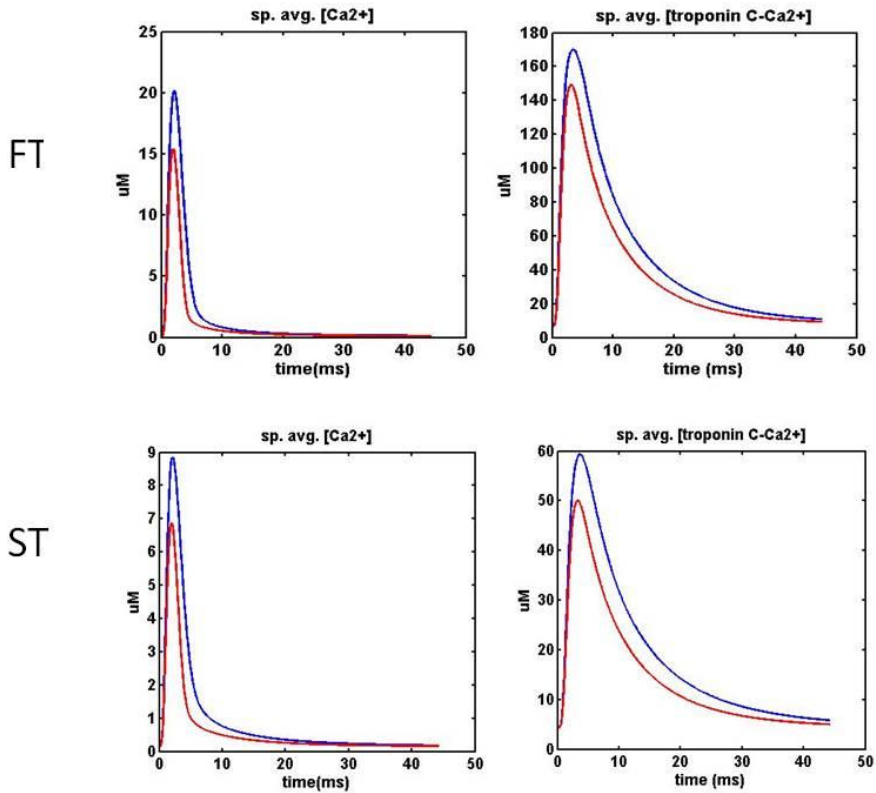 sp. avg. [Ca2+]
sp. avg. [troponin C-Ca2+]
FT
uM
25
20
15
10
5
0
0 10 20 30 40 50
time(ms)
uM
180
160
140
120
100
80
60
40
20
0
0 10 20 30 40 50
time (ms)
sp. avg. [Ca2+]
sp. avg. [troponin C-Ca2+]
ST
uM
9
8
7
6
5
4
3
2
1
0
0 10 20 30 40 50
time(ms)
uM
60
50
40
30
20
10
0
0 10 20 30 40 50
time (ms)